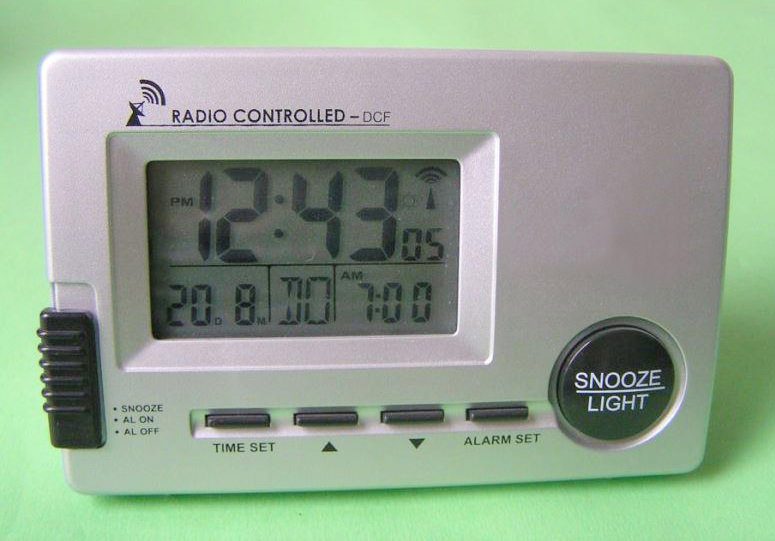 RADIO CONTROLLED – DCF
PM 12:43 05
20.D 8.M DO AM 7:00
• SNOOZE
• AL ON
• AL OFF
TIME SET ▲ ▼ ALARM SET
SNOOZE
LIGHT